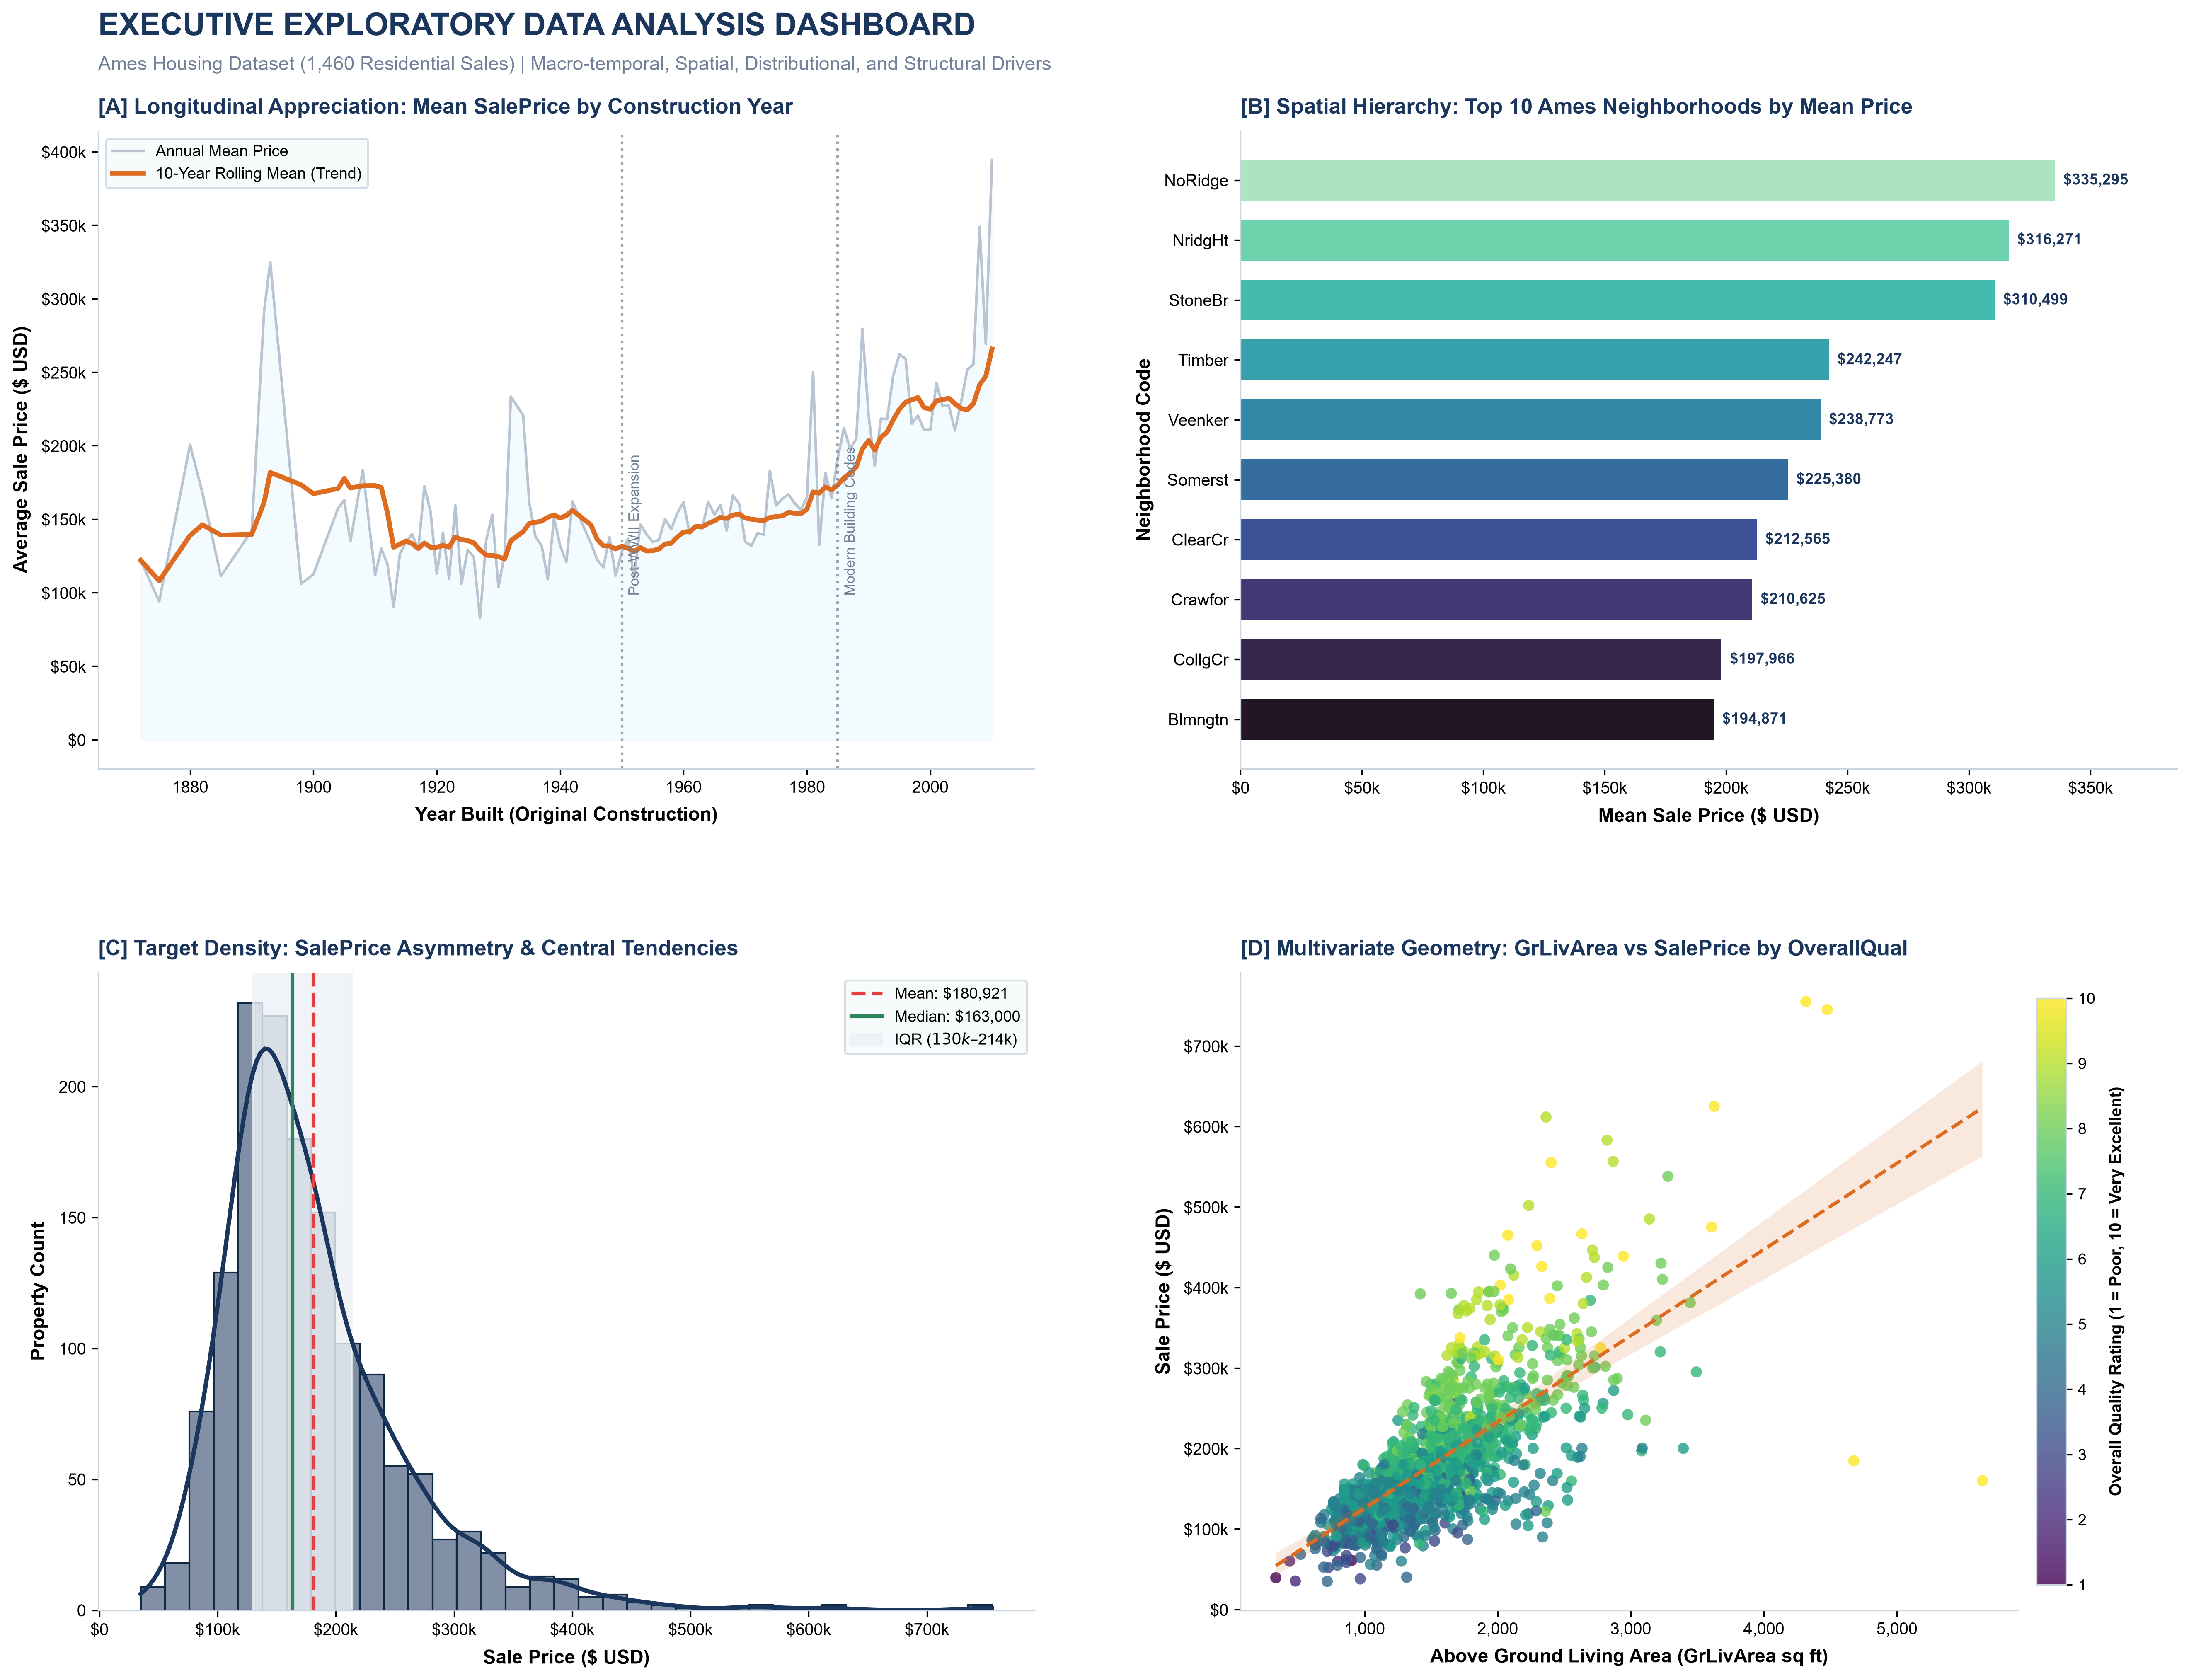 EXECUTIVE EXPLORATORY DATA ANALYSIS DASHBOARD
Ames Housing Dataset (1,460 Residential Sales) | Macro-temporal, Spatial, Distributional, and Structural Drivers
[A] Longitudinal Appreciation: Mean SalePrice by Construction Year
Annual Mean Price
10-Year Rolling Mean (Trend)
Average Sale Price ($ USD)
$400k
$350k
$300k
$250k
$200k
$150k
$100k
$50k
$0
Post-WWII Expansion
Modern Building Codes
1880 1900 1920 1940 1960 1980 2000
Year Built (Original Construction)
[B] Spatial Hierarchy: Top 10 Ames Neighborhoods by Mean Price
Neighborhood Code
NoRidge $335,295
NridgHt $316,271
StoneBr $310,499
Timber $242,247
Veenker $238,773
Somerst $225,380
ClearCr $212,565
Crawfor $210,625
CollgCr $197,966
Blmngtn $194,871
$0 $50k $100k $150k $200k $250k $300k $350k
Mean Sale Price ($ USD)
[C] Target Density: SalePrice Asymmetry & Central Tendencies
Mean: $180,921
Median: $163,000
IQR (130k–214k)
Property Count
200
150
100
50
0
$0 $100k $200k $300k $400k $500k $600k $700k
Sale Price ($ USD)
[D] Multivariate Geometry: GrLivArea vs SalePrice by OverallQual
Sale Price ($ USD)
$700k
$600k
$500k
$400k
$300k
$200k
$100k
$0
1,000 2,000 3,000 4,000 5,000
Above Ground Living Area (GrLivArea sq ft)
10
9
8
7
6
5
4
3
2
1
Overall Quality Rating (1 = Poor, 10 = Very Excellent)